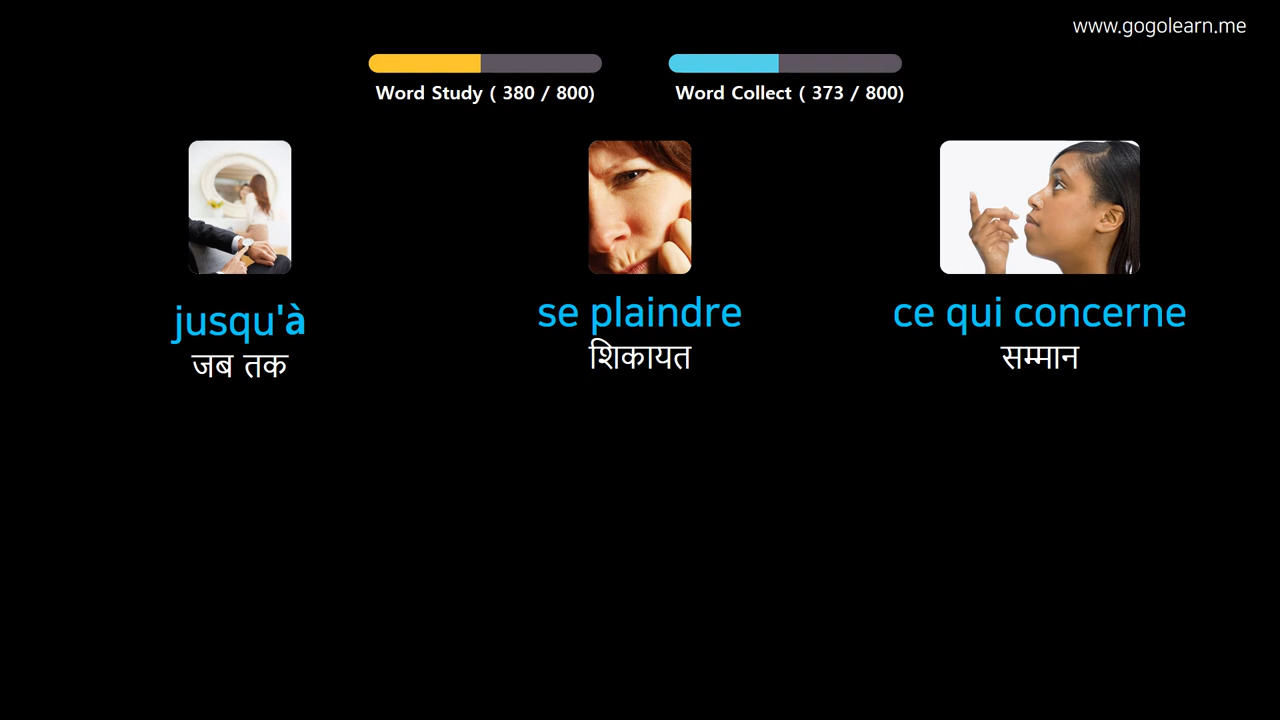 www.gogolearn.me
Word Study ( 380 / 800)
Word Collect ( 373 / 800)
jusqu'à
जब तक
se plaindre
शिकायत
ce qui concerne
सम्मान